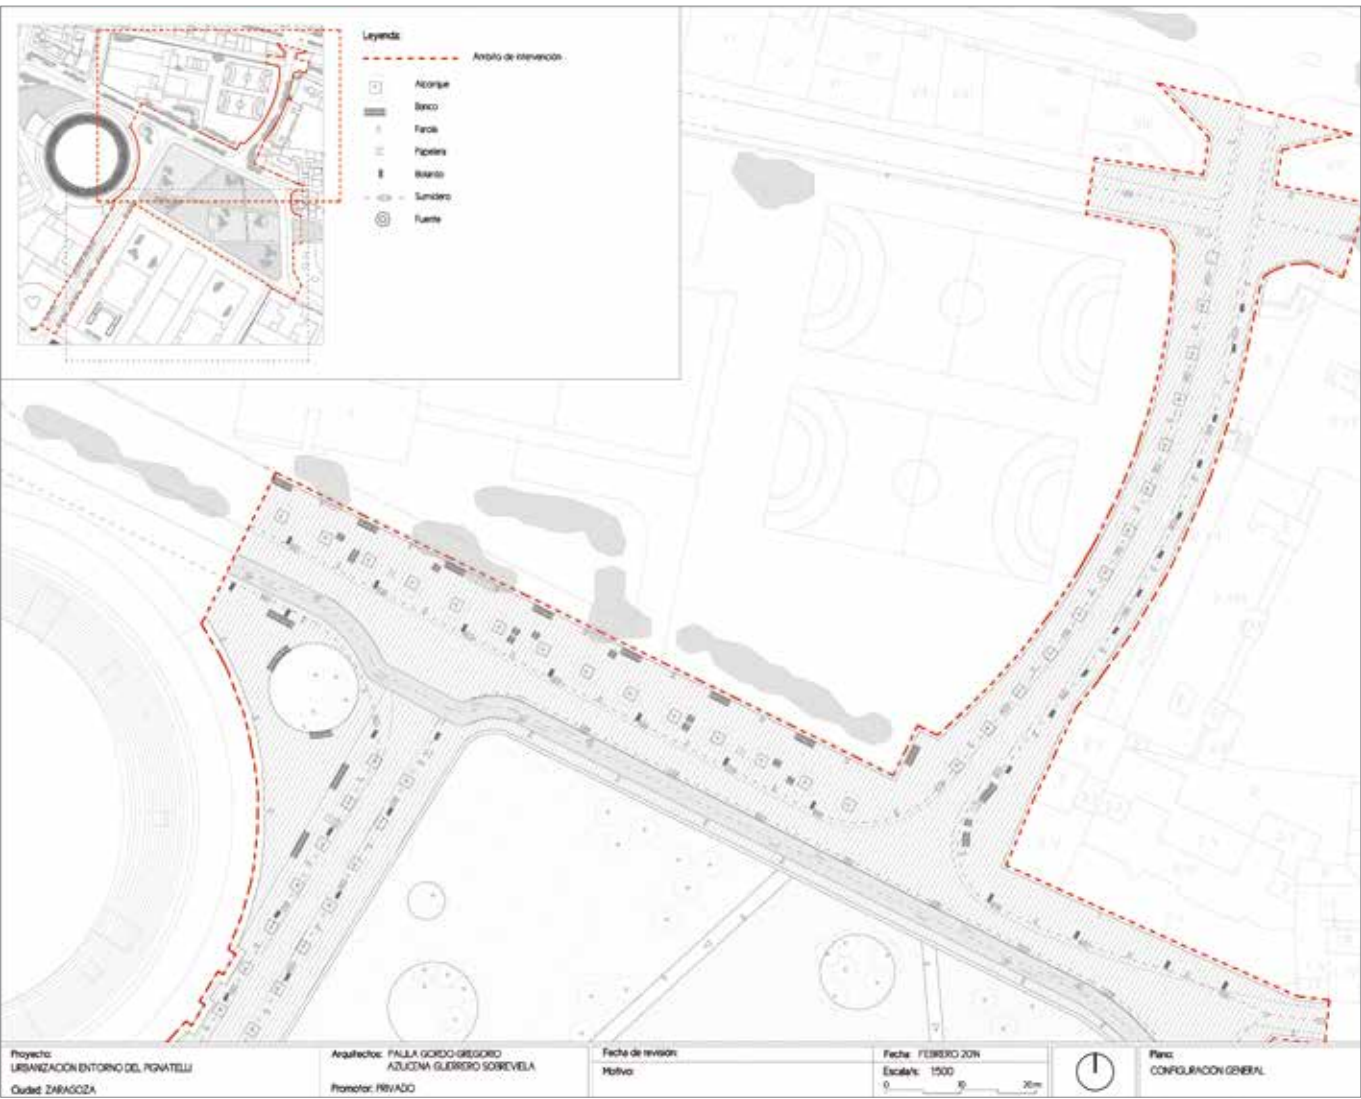 Leyenda:
Ámbito de intervención
Alcorque
Banco
Farola
Papelera
Bolardo
Sumidero
Fuente
Proyecto:
URBANIZACIÓN ENTORNO DEL PIGNATELLI
Ciudad: ZARAGOZA
Arquitectos: PAULA GORDO GREGORIO
AZUCENA GUERRERO SOBREVIELA
Promotor: PRIVADO
Fecha de revisión:
Motivo:
Fecha: FEBRERO
Escala/s: 1:500
0 10 20m
Plano:
CONFIGURACIÓN GENERAL